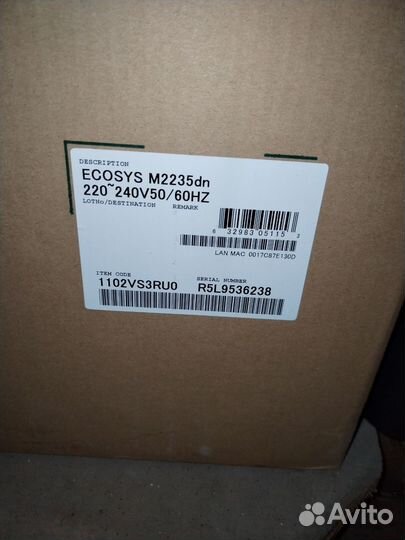 DESCRIPTION
ECOSYS M2235dn
220~240V50/60HZ
LOTNo/DESTINATION REMARK
6 32983 05115 3
LAN MAC 0017C87E130D
ITEM CODE SERIAL NUMBER
1102VS3RU0 R5L9536238
Avito